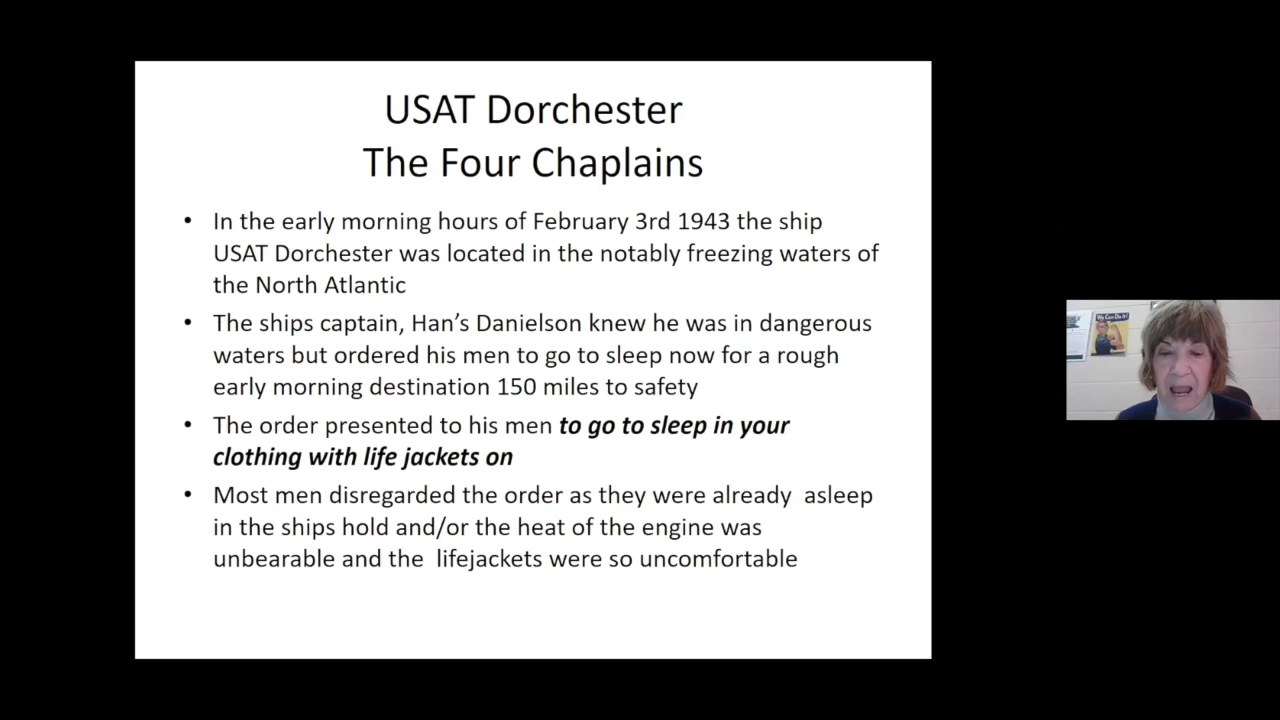 USAT Dorchester
The Four Chaplains
• In the early morning hours of February 3rd 1943 the ship
USAT Dorchester was located in the notably freezing waters of
the North Atlantic
• The ships captain, Han’s Danielson knew he was in dangerous
waters but ordered his men to go to sleep now for a rough
early morning destination 150 miles to safety
• The order presented to his men to go to sleep in your
clothing with life jackets on
• Most men disregarded the order as they were already  asleep
in the ships hold and/or the heat of the engine was
unbearable and the  lifejackets were so uncomfortable
We Can Do It!